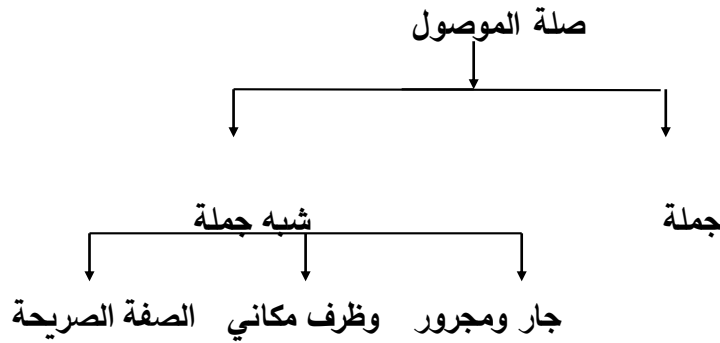 صلة الموصول
جملة شبه جملة
جار ومجرور وظرف مكاني الصفة الصريحة